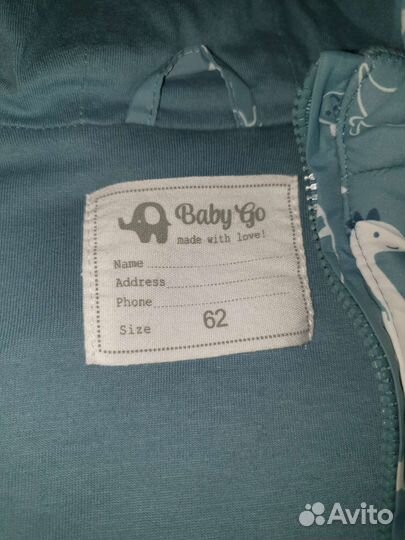 Baby Go
made with love!
Name
Address
Phone
Size 62
Avito